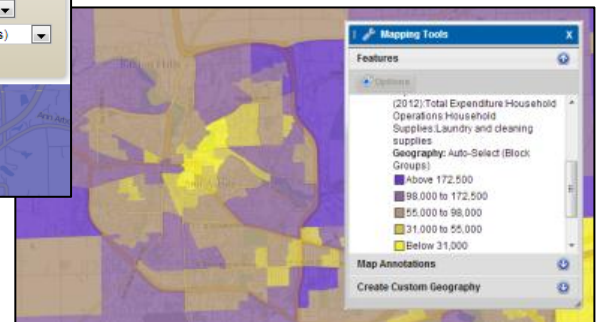 s)
Mapping Tools X
Features
Options
(2012):Total Expenditure:Household
Operations:Household
Supplies:Laundry and cleaning
supplies
Geography: Auto-Select (Block
Groups)
Above 172,500
98,000 to 172,500
55,000 to 98,000
31,000 to 55,000
Below 31,000
Map Annotations
Create Custom Geography